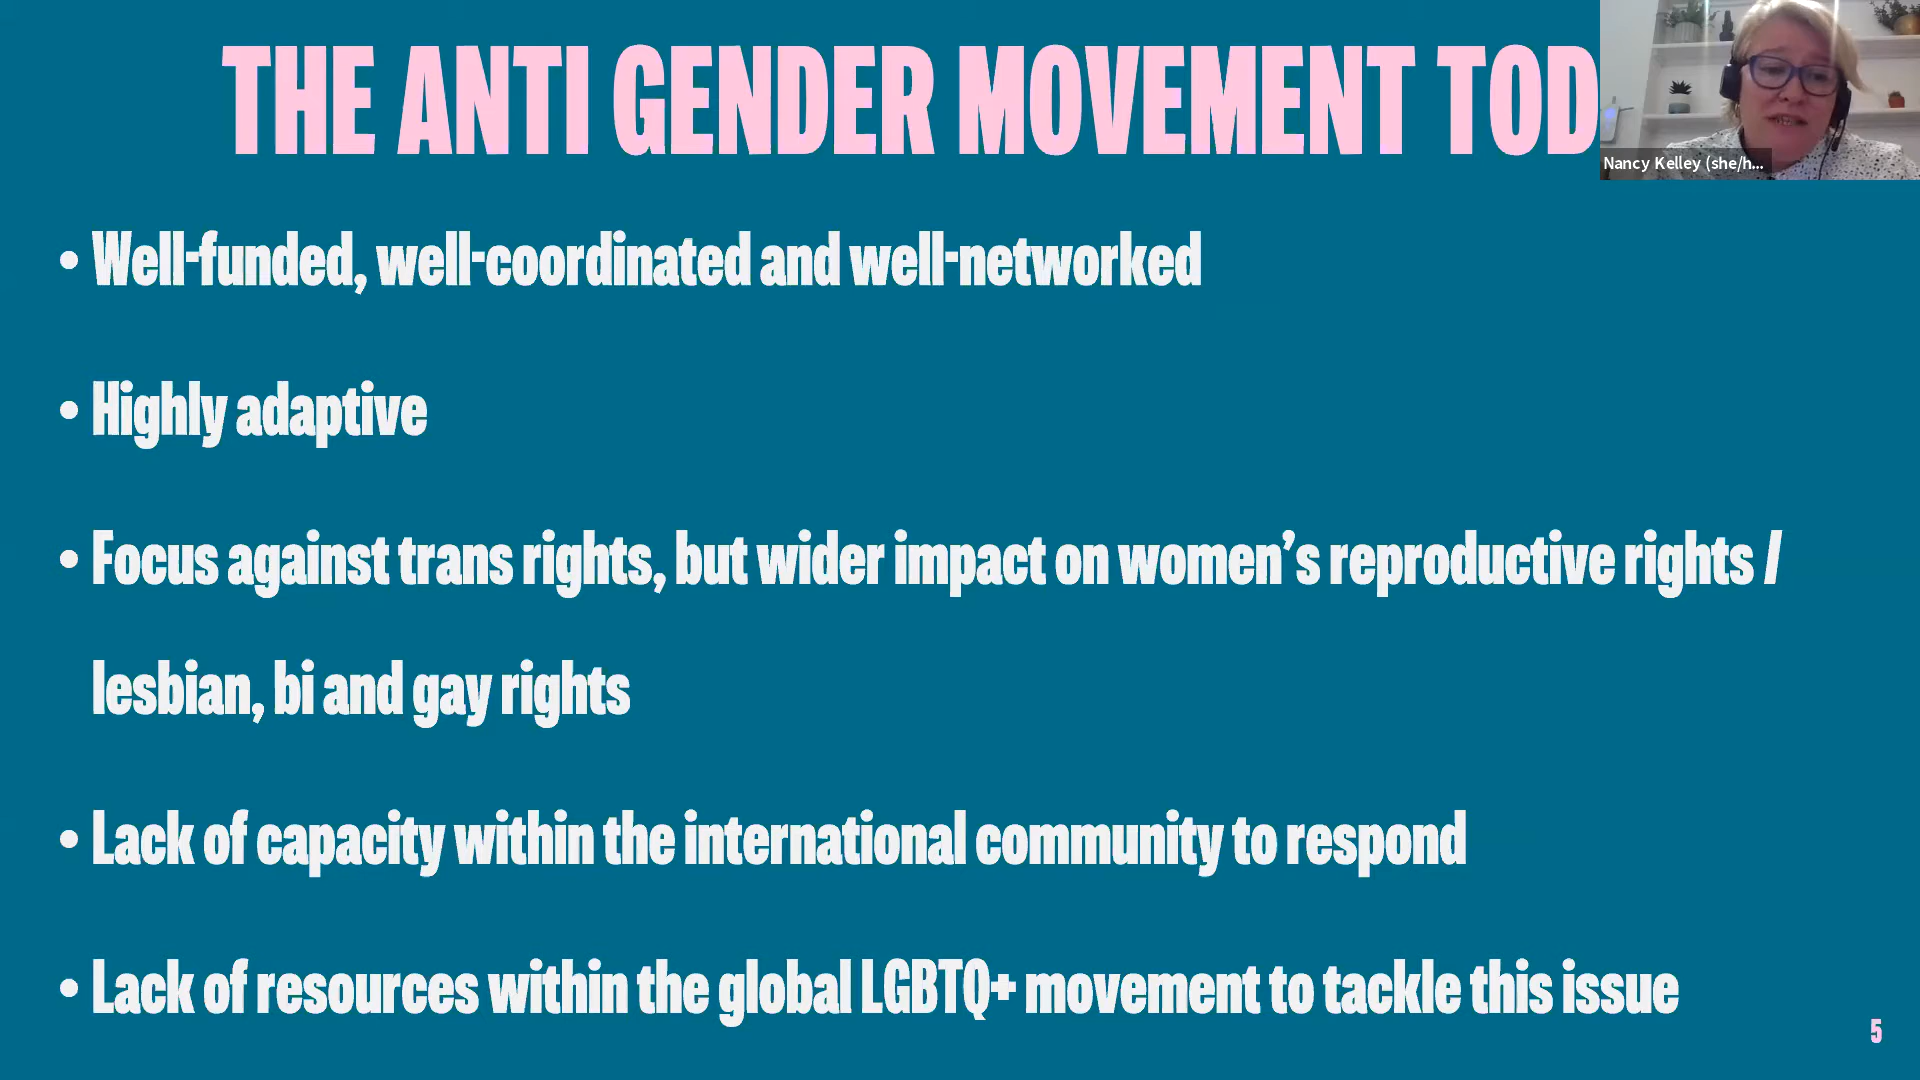 THE ANTI GENDER MOVEMENT TOD
Nancy Kelley (she/h...
• Well-funded, well-coordinated and well-networked
• Highly adaptive
• Focus against trans rights, but wider impact on women’s reproductive rights /
lesbian, bi and gay rights
• Lack of capacity within the international community to respond
• Lack of resources within the global LGBTQ+ movement to tackle this issue
5